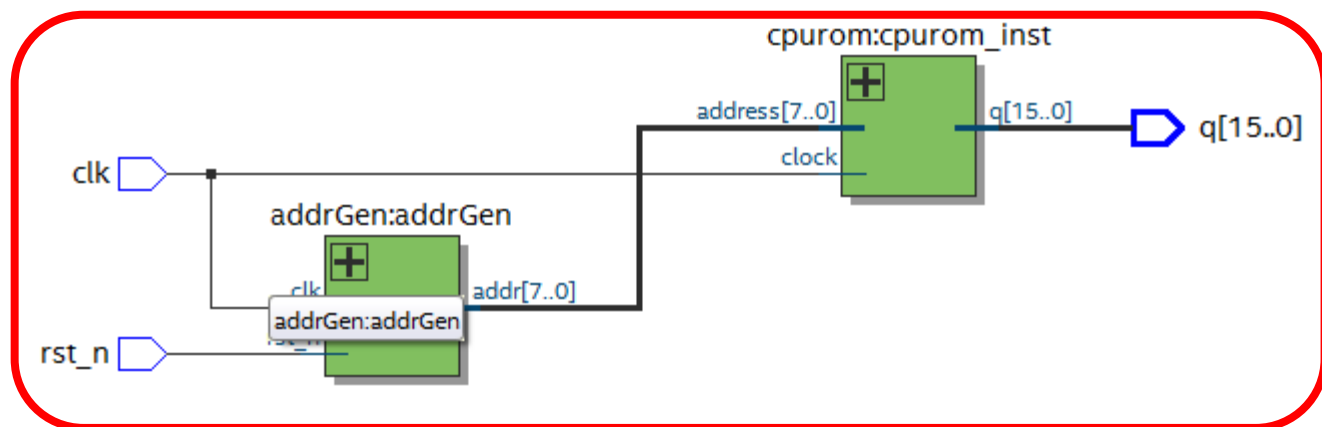 cpurom:cpurom_inst
address[7..0]
q[15..0]
q[15..0]
clock
clk
addrGen:addrGen
clk
addr[7..0]
addrGen:addrGen
rst_n